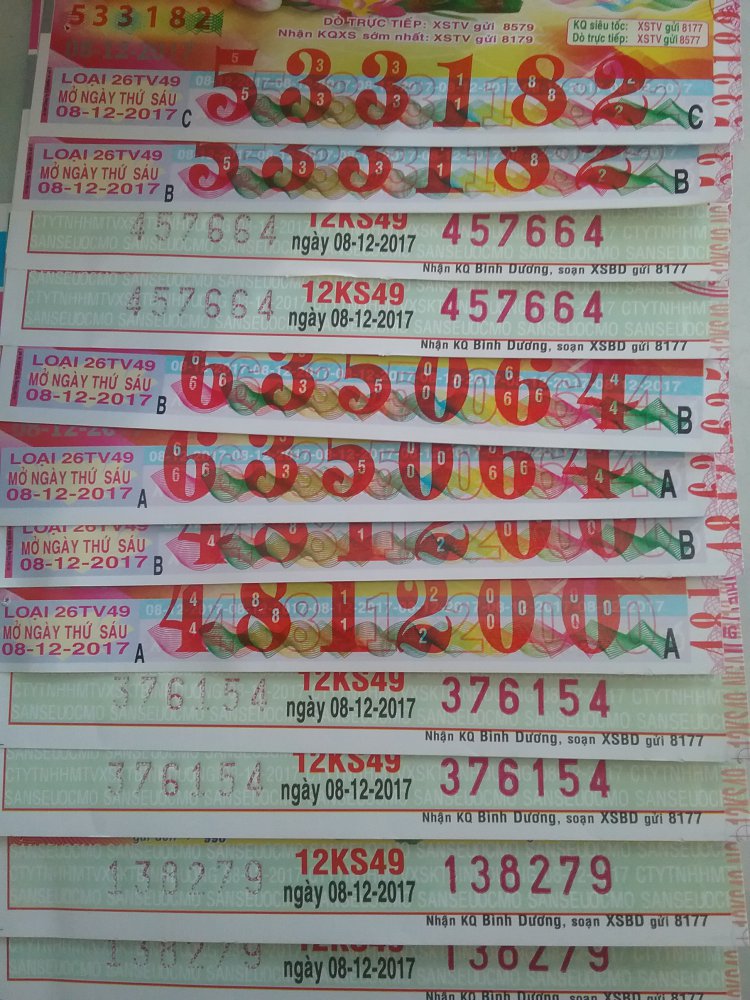 533182
DÒ TRỰC TIẾP: XSTV gửi 8579
Nhận KQXS sớm nhất: XSTV gửi 8179
KQ siêu tốc: XSTV gửi 8177
Dò trực tiếp: XSTV gửi 8577
LOẠI 26TV49
MỞ NGÀY THỨ SÁU
08-12-2017 C 533182 C
LOẠI 26TV49
MỞ NGÀY THỨ SÁU
08-12-2017 B 533182 B
457664 12KS49 457664
ngày 08-12-2017
Nhận KQ Bình Dương, soạn XSBD gửi 8177
457664 12KS49 457664
ngày 08-12-2017
Nhận KQ Bình Dương, soạn XSBD gửi 8177
LOẠI 26TV49
MỞ NGÀY THỨ SÁU
08-12-2017 B 635064 B
LOẠI 26TV49
MỞ NGÀY THỨ SÁU
08-12-2017 A 635064 A
LOẠI 26TV49
MỞ NGÀY THỨ SÁU
08-12-2017 B 481200 B
LOẠI 26TV49
MỞ NGÀY THỨ SÁU
08-12-2017 A 481200 A
376154 12KS49 376154
ngày 08-12-2017
Nhận KQ Bình Dương, soạn XSBD gửi 8177
376154 12KS49 376154
ngày 08-12-2017
Nhận KQ Bình Dương, soạn XSBD gửi 8177
138279 12KS49 138279
ngày 08-12-2017
Nhận KQ Bình Dương, soạn XSBD gửi 8177
138279 12KS49 138279
ngày 08-12-2017